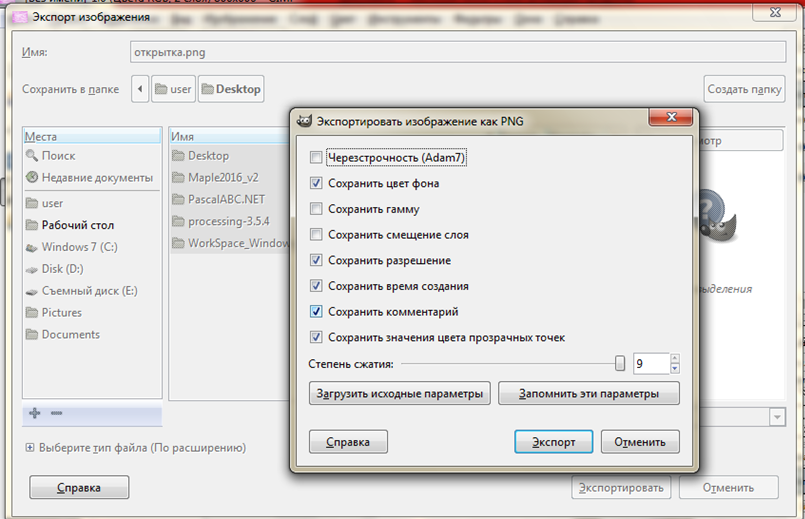 Экспорт изображения
Имя:
открытка.png
Сохранить в папке
user
Desktop
Создать папку
Места
Поиск
Недавние документы
user
Рабочий стол
Windows 7 (C:)
Disk (D:)
Съемный диск (E:)
Pictures
Documents
Имя
Desktop
Maple2016_v2
PascalABC.NET
processing-3.5.4
WorkSpace_Window
Экспортировать изображение как PNG
Черезстрочность (Adam7)
Сохранить цвет фона
Сохранить гамму
Сохранить смещение слоя
Сохранить разрешение
Сохранить время создания
Сохранить комментарий
Сохранить значения цвета прозрачных точек
Степень сжатия:
9
Загрузить исходные параметры
Запомнить эти параметры
Справка
Экспорт
Отменить
Выберите тип файла (По расширению)
Справка
Экспортировать
Отменить